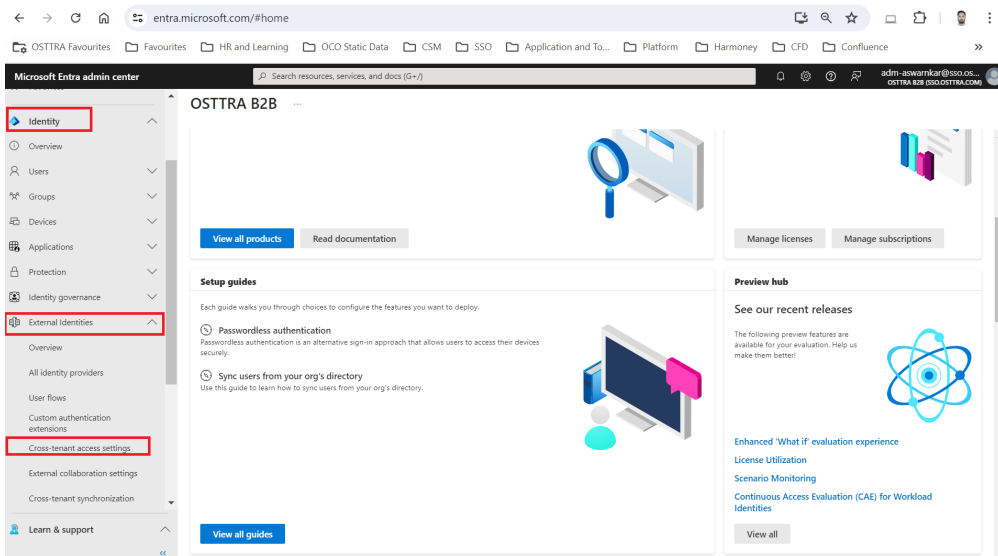 entra.microsoft.com/#home
OSTTRA Favourites Favourites HR and Learning OCO Static Data CSM SSO Application and To... Platform Harmoney CFD Confluence »
Microsoft Entra admin center
Search resources, services, and docs (G+/)
adm-aswarnkar@sso.os...
OSTTRA B2B (SSO.OSTTRA.COM)
Identity
Overview
Users
Groups
Devices
Applications
Protection
Identity governance
External Identities
Overview
All identity providers
User flows
Custom authentication
extensions
Cross-tenant access settings
External collaboration settings
Cross-tenant synchronization
Learn & support
«
OSTTRA B2B ...
View all products Read documentation
Manage licenses Manage subscriptions
Setup guides
Each guide walks you through choices to configure the features you want to deploy.
Passwordless authentication
Passwordless authentication is an alternative sign-in approach that allows users to access their devices
securely.
Sync users from your org's directory
Use this guide to learn how to sync users from your org's directory.
View all guides
Preview hub
See our recent releases
The following preview features are
available for your evaluation. Help us
make them better!
Enhanced 'What if' evaluation experience
License Utilization
Scenario Monitoring
Continuous Access Evaluation (CAE) for Workload
Identities
View all